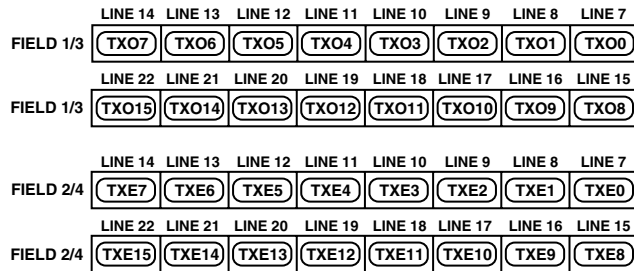 LINE 14 LINE 13 LINE 12 LINE 11 LINE 10 LINE 9 LINE 8 LINE 7
FIELD 1/3 TXO7 TXO6 TXO5 TXO4 TXO3 TXO2 TXO1 TXO0
LINE 22 LINE 21 LINE 20 LINE 19 LINE 18 LINE 17 LINE 16 LINE 15
FIELD 1/3 TXO15 TXO14 TXO13 TXO12 TXO11 TXO10 TXO9 TXO8
LINE 14 LINE 13 LINE 12 LINE 11 LINE 10 LINE 9 LINE 8 LINE 7
FIELD 2/4 TXE7 TXE6 TXE5 TXE4 TXE3 TXE2 TXE1 TXE0
LINE 22 LINE 21 LINE 20 LINE 19 LINE 18 LINE 17 LINE 16 LINE 15
FIELD 2/4 TXE15 TXE14 TXE13 TXE12 TXE11 TXE10 TXE9 TXE8